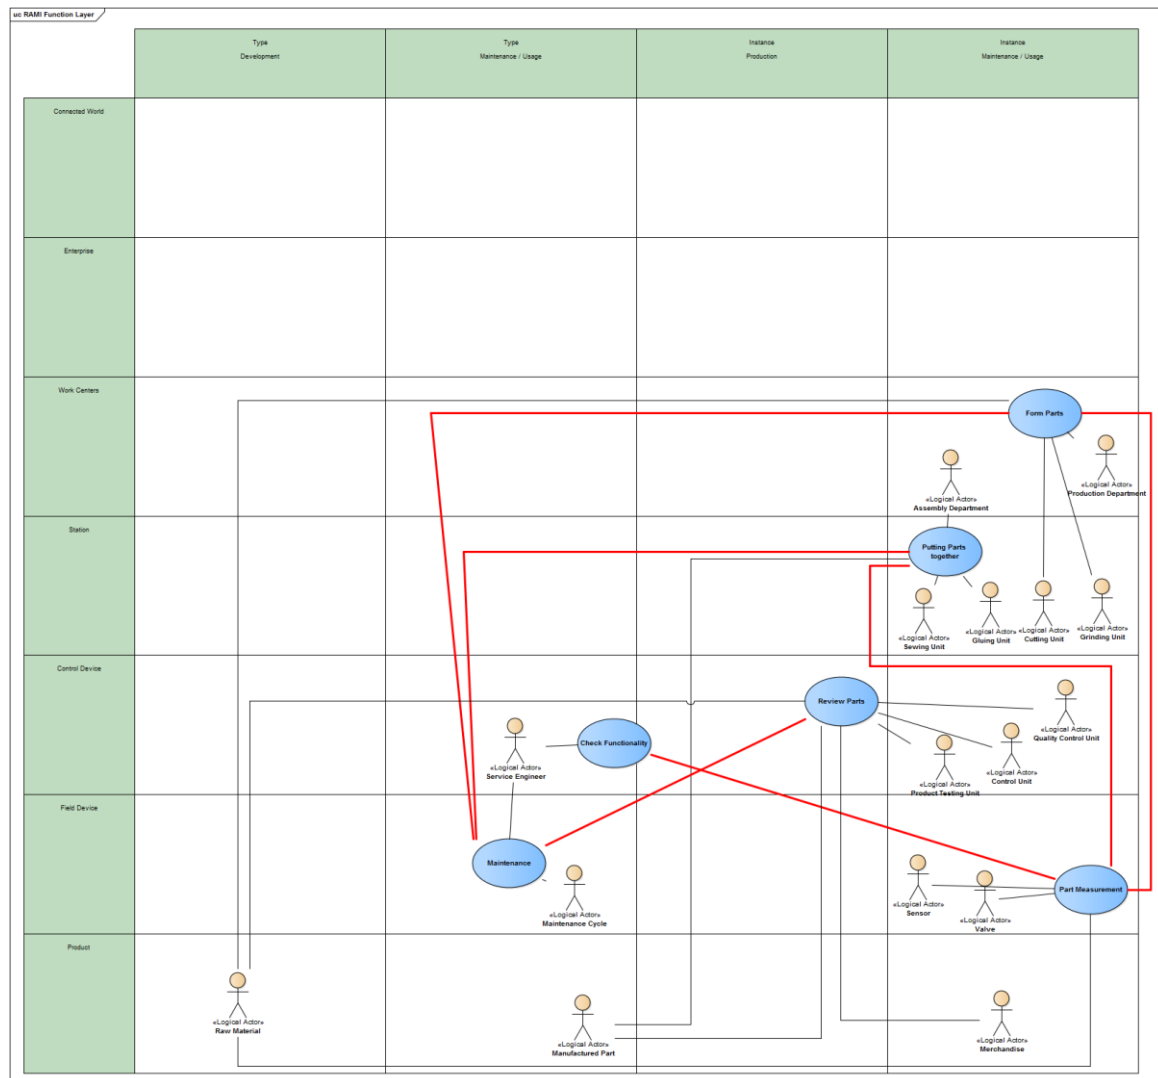 uc RAMI Function Layer
Type
Development
Type
Maintenance / Usage
Instance
Production
Instance
Maintenance / Usage
Connected World
Enterprise
Work Centers
Form Parts
«Logical Actor»
Production Department
«Logical Actor»
Assembly Department
Station
Putting Parts
together
«Logical Actor»
Sewing Unit
«Logical Actor»
Gluing Unit
«Logical Actor»
Cutting Unit
«Logical Actor»
Grinding Unit
Control Device
Review Parts
«Logical Actor»
Quality Control Unit
Check Functionality
«Logical Actor»
Service Engineer
«Logical Actor»
Control Unit
«Logical Actor»
Product Testing Unit
Field Device
Maintenance
«Logical Actor»
Maintenance Cycle
Part Measurement
«Logical Actor»
Sensor
«Logical Actor»
Valve
Product
«Logical Actor»
Raw Material
«Logical Actor»
Manufactured Part
«Logical Actor»
Merchandise